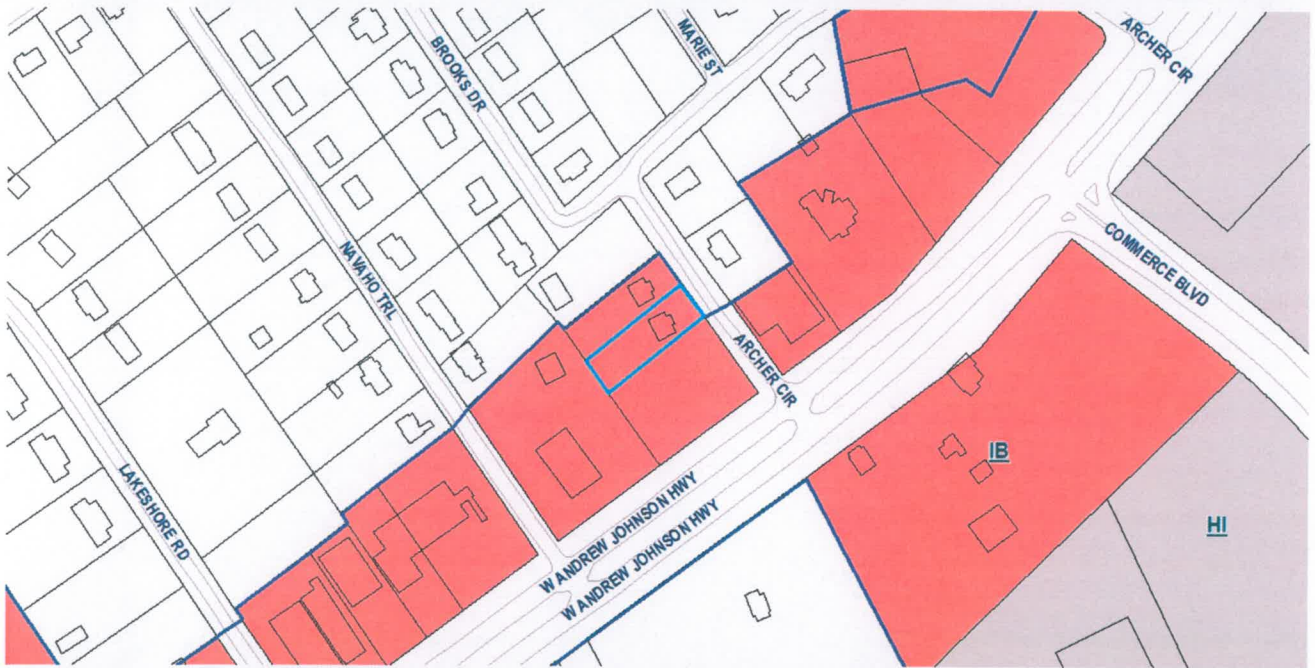 ARCHER CIR
MARIE ST
BROOKS DR
COMMERCE BLVD
NAVAHO TRL
ARCHER CIR
IB
LAKESHORE RD
W ANDREW JOHNSON HWY
W ANDREW JOHNSON HWY
HI